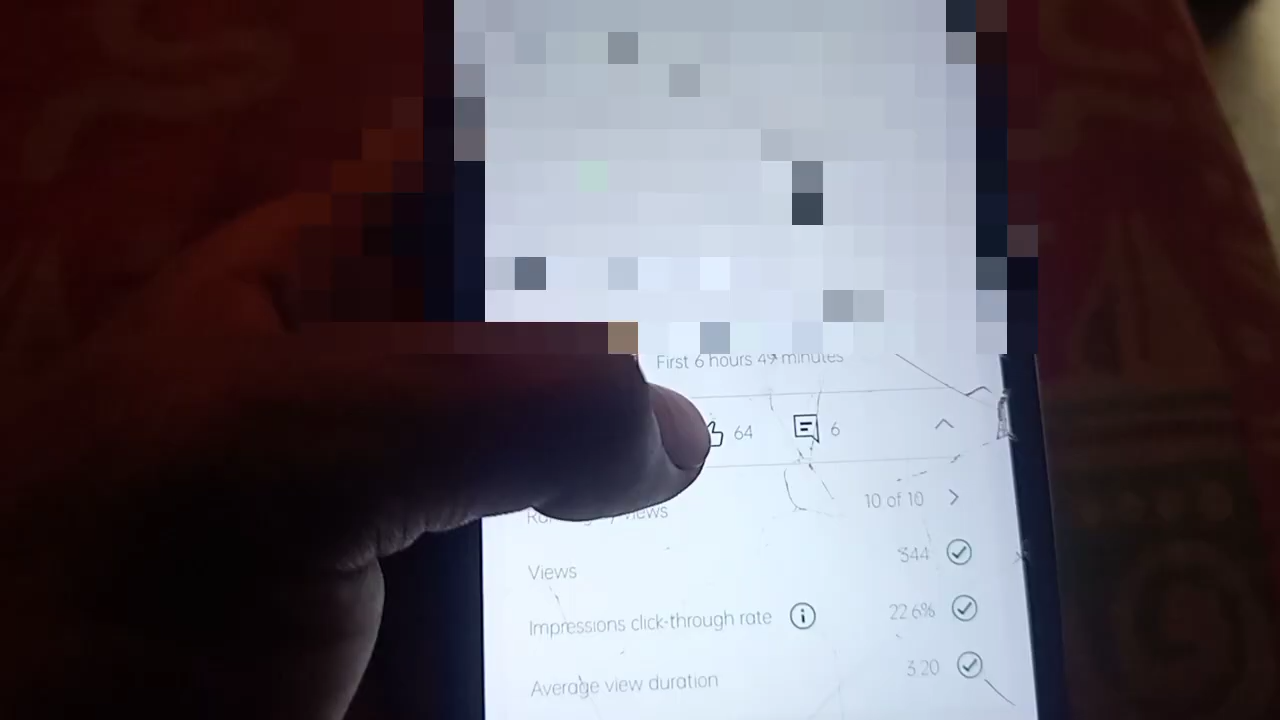 First 6 hours 49 minutes
64
6
10 of 10
Views
344
Impressions click-through rate
22.6%
Average view duration
3:20